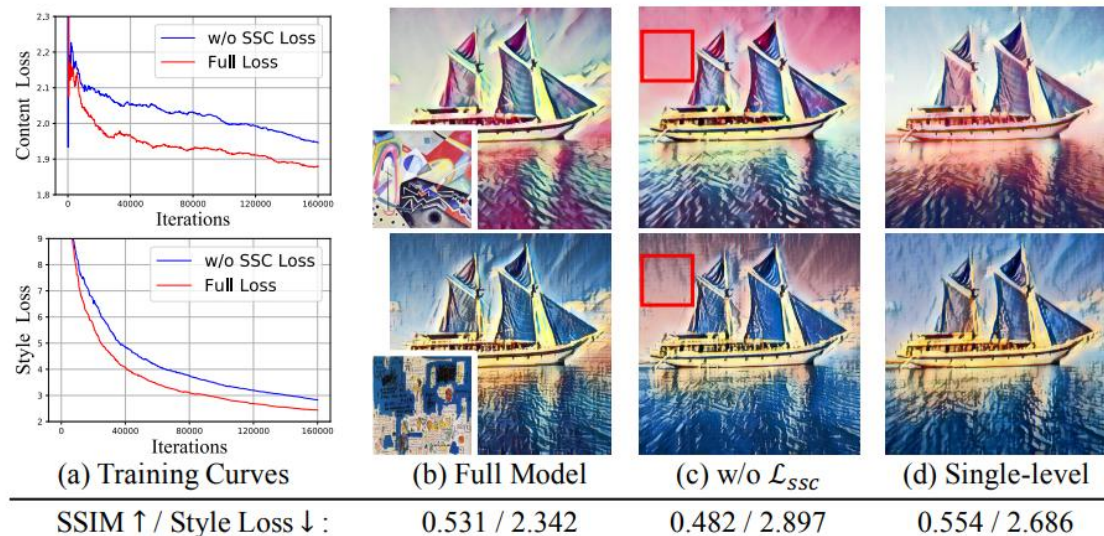 2.3
2.2
2.1
2.0
1.9
1.8
Content Loss
w/o SSC Loss
Full Loss
0 40000 80000 120000 160000
Iterations
9
8
7
6
5
4
3
2
Style Loss
w/o SSC Loss
Full Loss
0 40000 80000 120000 160000
Iterations
(a) Training Curves (b) Full Model (c) w/o ℒssc (d) Single-level
SSIM ↑ / Style Loss ↓ : 0.531 / 2.342 0.482 / 2.897 0.554 / 2.686